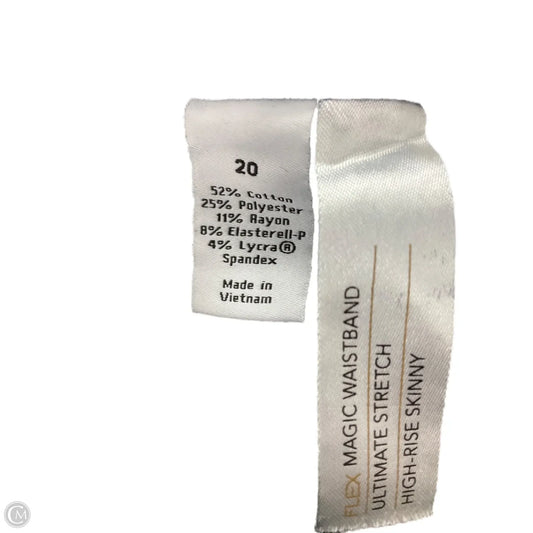 20
52% Cotton
25% Polyester
11% Rayon
8% Elasterell-P
4% Lycra®
Spandex
Made in
Vietnam
FLEX MAGIC WAISTBAND
ULTIMATE STRETCH
HIGH-RISE SKINNY
CM